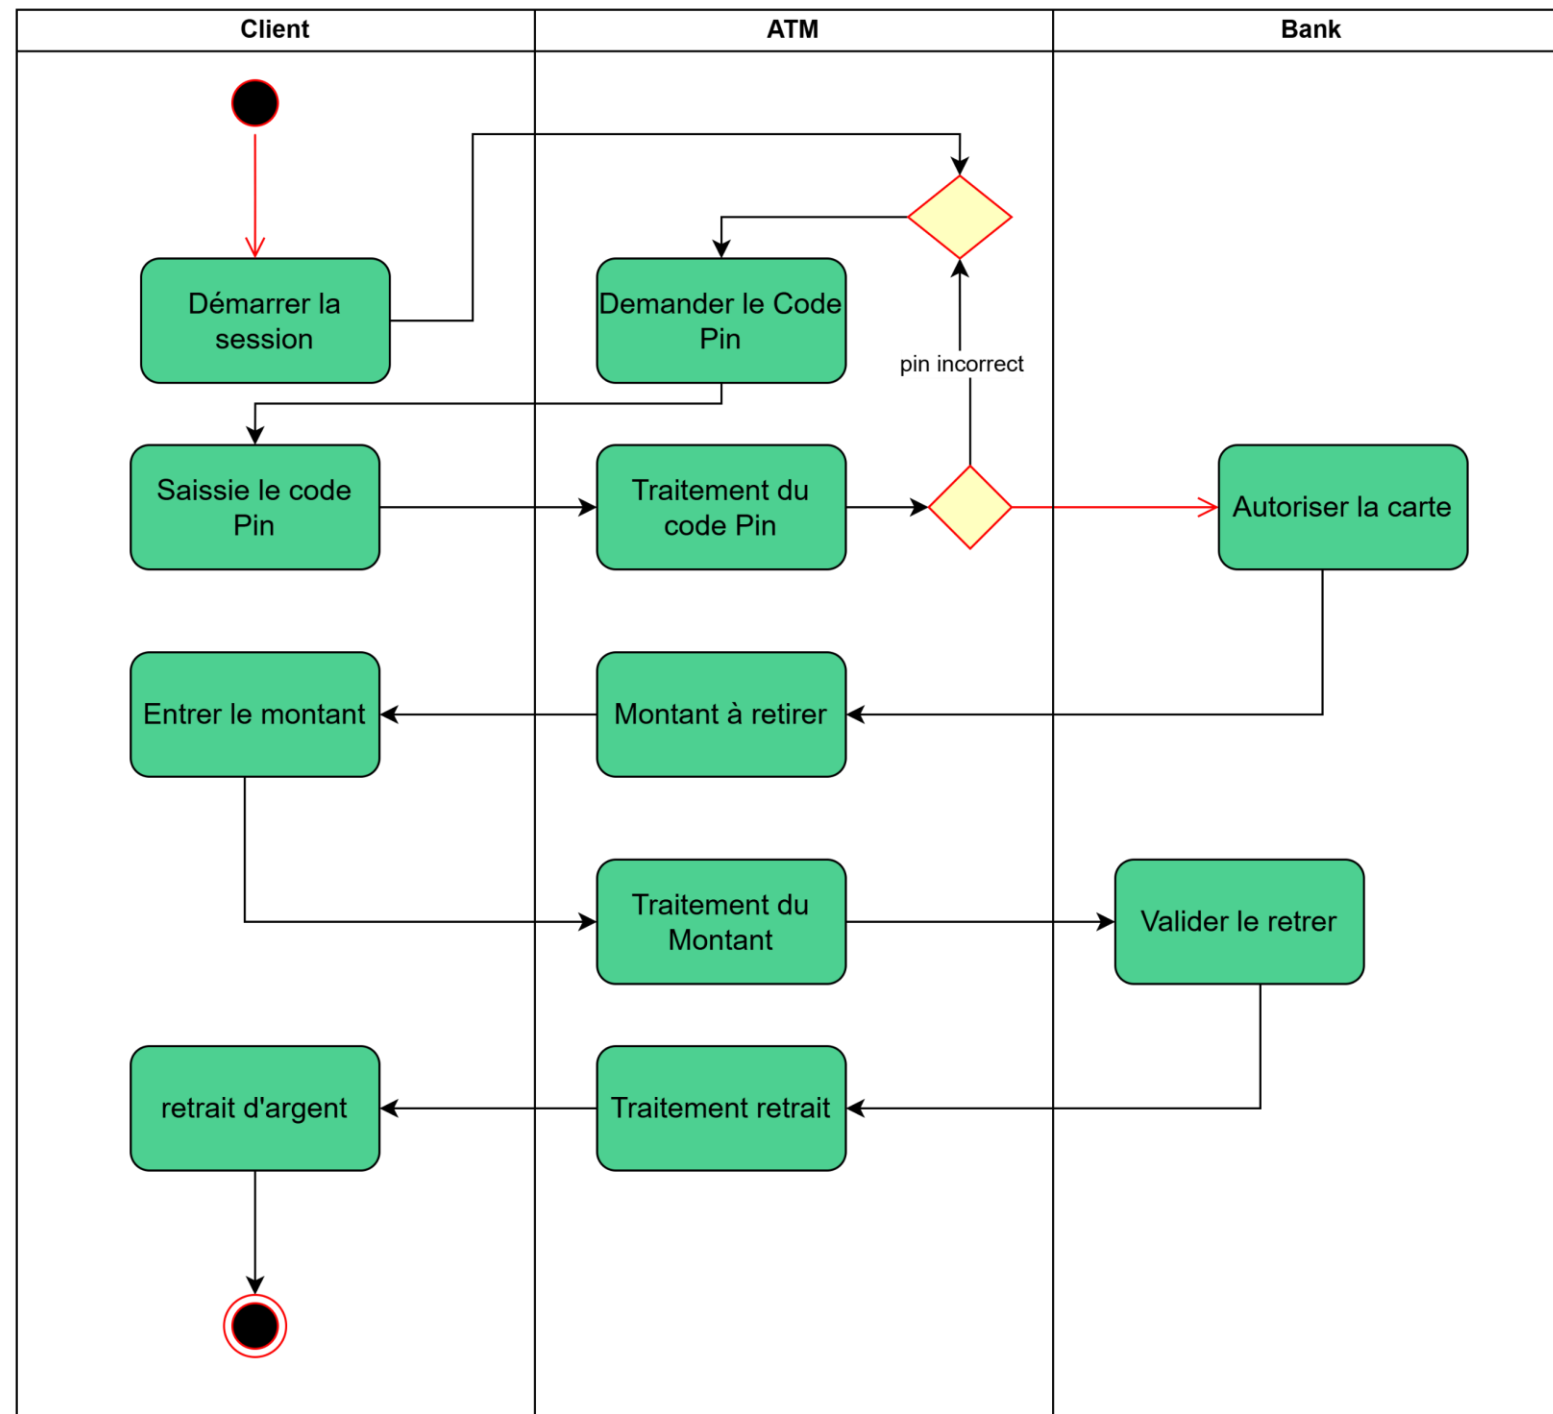 Client
ATM
Bank
Démarrer la
session
Demander le Code
Pin
pin incorrect
Saissie le code
Pin
Traitement du
code Pin
Autoriser la carte
Entrer le montant
Montant à retirer
Traitement du
Montant
Valider le retrer
retrait d'argent
Traitement retrait